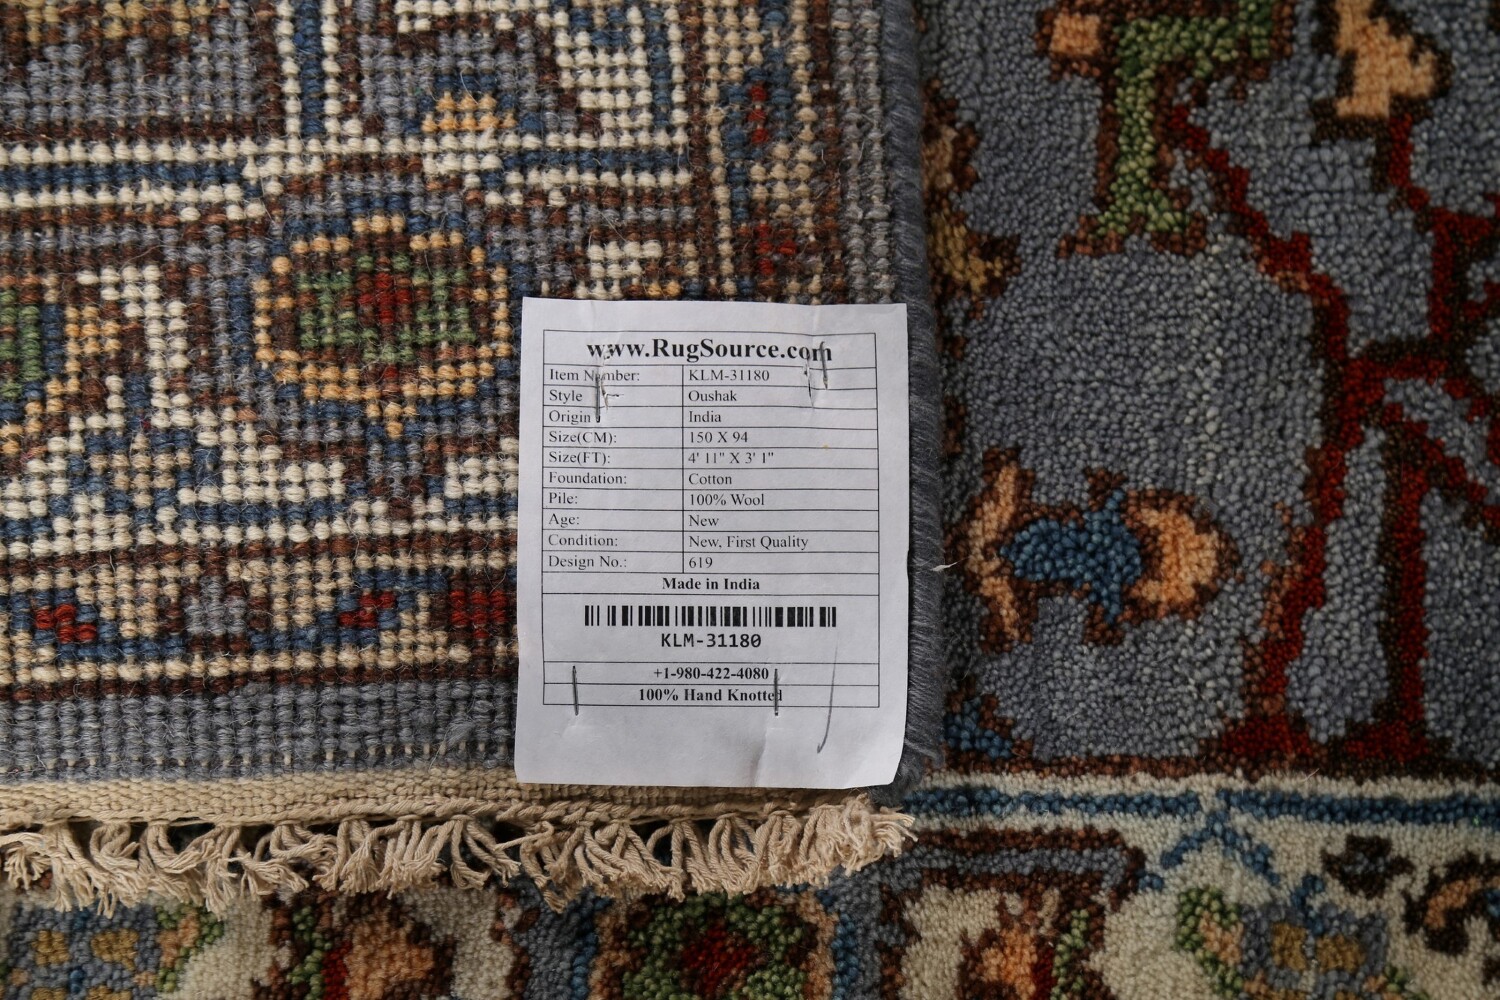 www.RugSource.com
Item Number: KLM-31180
Style Oushak
Origin India
Size(CM): 150 X 94
Size(FT): 4' 11" X 3' 1"
Foundation: Cotton
Pile: 100% Wool
Age: New
Condition: New, First Quality
Design No.: 619
Made in India
KLM-31180
+1-980-422-4080
100% Hand Knotted